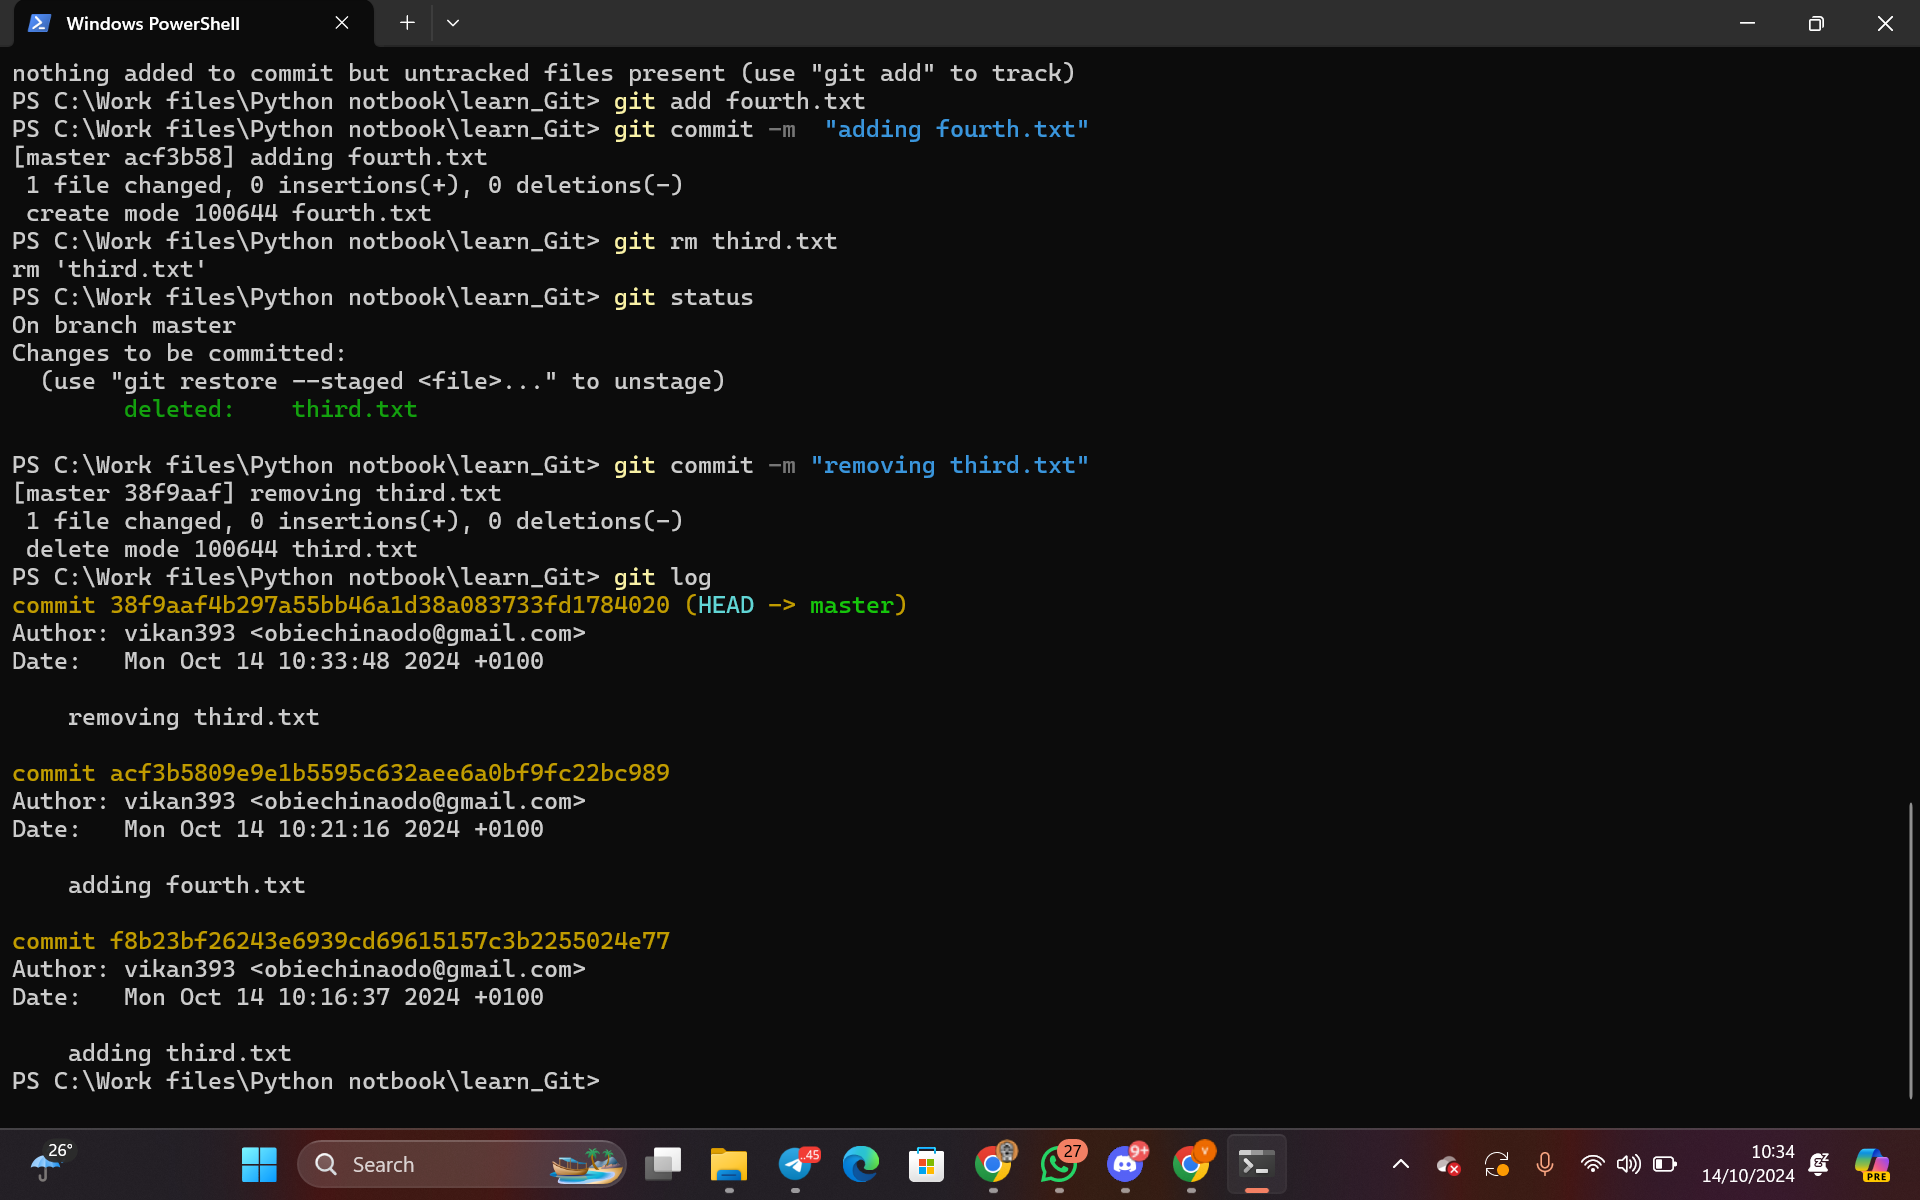 Windows PowerShell
nothing added to commit but untracked files present (use "git add" to track)
PS C:\Work files\Python notbook\learn_Git> git add fourth.txt
PS C:\Work files\Python notbook\learn_Git> git commit -m  "adding fourth.txt"
[master acf3b58] adding fourth.txt
 1 file changed, 0 insertions(+), 0 deletions(-)
 create mode 100644 fourth.txt
PS C:\Work files\Python notbook\learn_Git> git rm third.txt
rm 'third.txt'
PS C:\Work files\Python notbook\learn_Git> git status
On branch master
Changes to be committed:
  (use "git restore --staged <file>..." to unstage)
        deleted:    third.txt
PS C:\Work files\Python notbook\learn_Git> git commit -m "removing third.txt"
[master 38f9aaf] removing third.txt
 1 file changed, 0 insertions(+), 0 deletions(-)
 delete mode 100644 third.txt
PS C:\Work files\Python notbook\learn_Git> git log
commit 38f9aaf4b297a55bb46a1d38a083733fd1784020 (HEAD -> master)
Author: vikan393 <obiechinaodo@gmail.com>
Date:   Mon Oct 14 10:33:48 2024 +0100
    removing third.txt
commit acf3b5809e9e1b5595c632aee6a0bf9fc22bc989
Author: vikan393 <obiechinaodo@gmail.com>
Date:   Mon Oct 14 10:21:16 2024 +0100
    adding fourth.txt
commit f8b23bf26243e6939cd69615157c3b2255024e77
Author: vikan393 <obiechinaodo@gmail.com>
Date:   Mon Oct 14 10:16:37 2024 +0100
    adding third.txt
PS C:\Work files\Python notbook\learn_Git>
26°
Search
..45
27
9+
V
10:34
14/10/2024
PRE